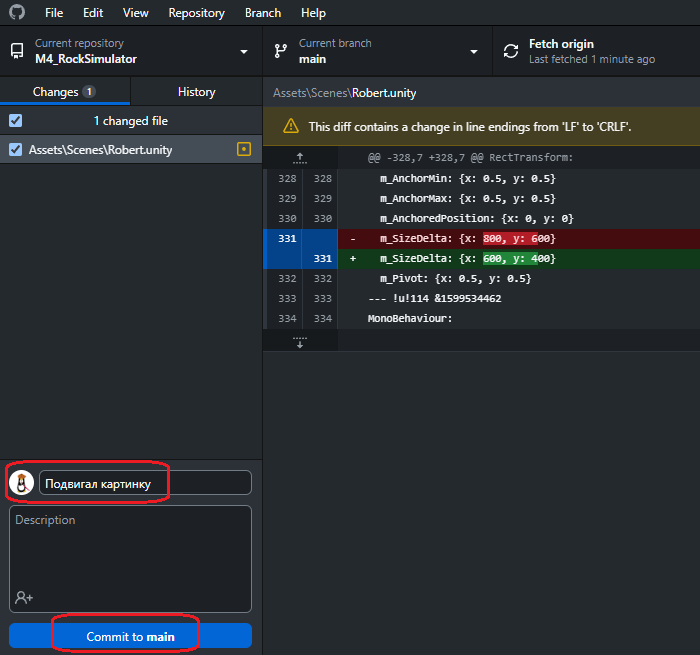 File Edit View Repository Branch Help
Current repository
M4_RockSimulator
Current branch
main
Fetch origin
Last fetched 1 minute ago
Changes 1
History
1 changed file
Assets\Scenes\Robert.unity
Assets\Scenes\Robert.unity
This diff contains a change in line endings from 'LF' to 'CRLF'.
@@ -328,7 +328,7 @@ RectTransform:
328 328 m_AnchorMin: {x: 0.5, y: 0.5}
329 329 m_AnchorMax: {x: 0.5, y: 0.5}
330 330 m_AnchoredPosition: {x: 0, y: 0}
331 - m_SizeDelta: {x: 800, y: 600}
331 + m_SizeDelta: {x: 600, y: 400}
332 332 m_Pivot: {x: 0.5, y: 0.5}
333 333 --- !u!114 &1599534462
334 334 MonoBehaviour:
Подвигал картинку
Description
Commit to main